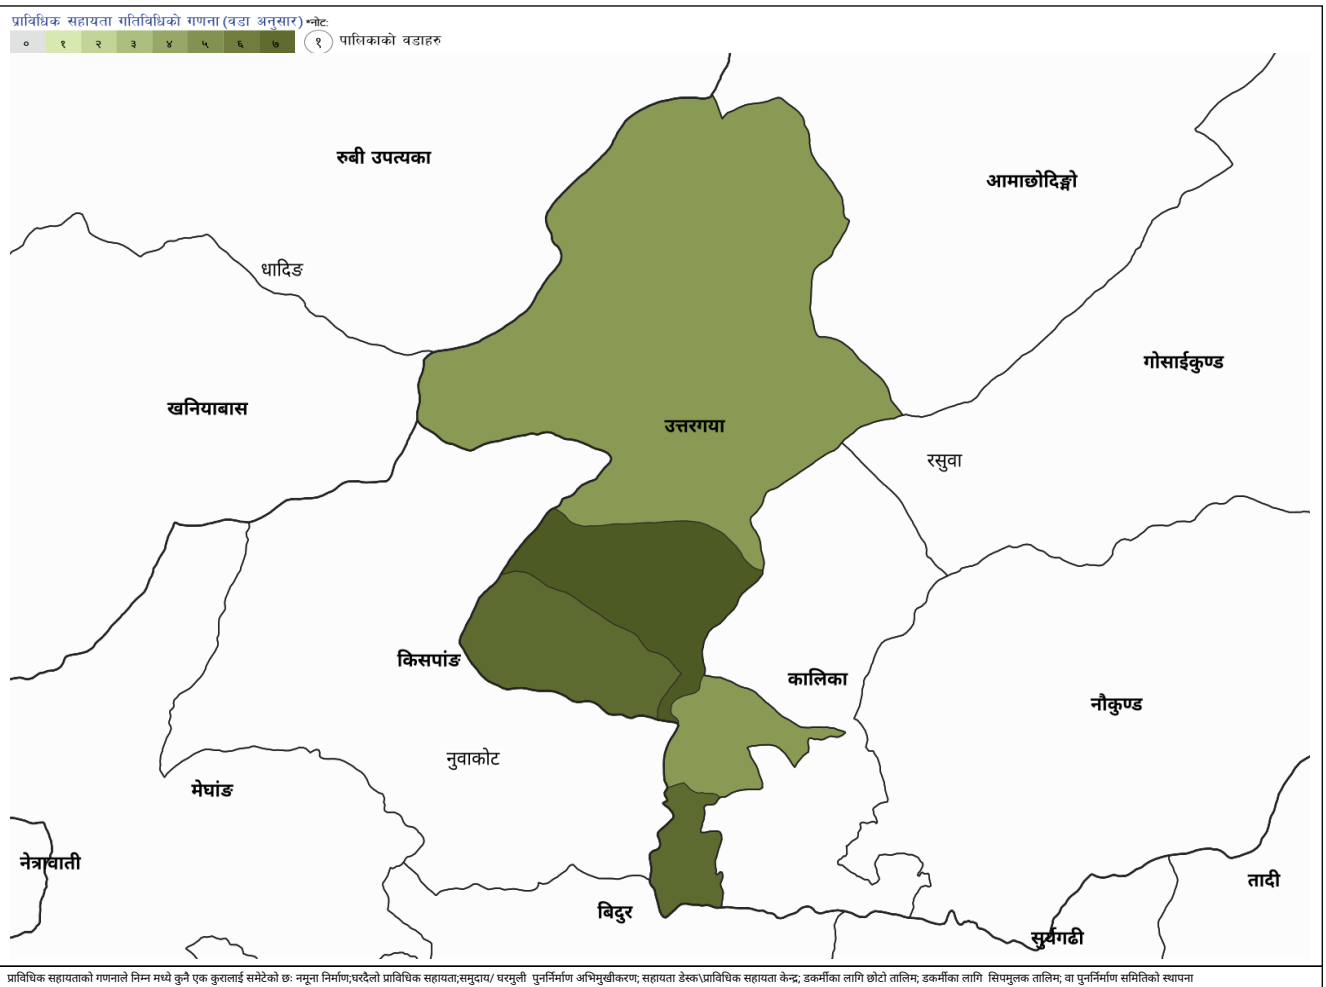 प्राविधिक सहायता गतिविधिको गणना (वडा अनुसार) *नोट:
० १ २ ३ ४ ५ ६ ७ १ पालिकाको वडाहरु
रुबी उपत्यका
आमाछोदिङ्मो
धादिङ
गोसाईकुण्ड
खनियाबास
उत्तरगया
रसुवा
किसपांङ
कालिका
नौकुण्ड
नुवाकोट
मेघांङ
नेत्रावाती
तादी
बिदुर
सुर्यगढी
प्राविधिक सहायताको गणनाले निम्न मध्ये कुनै एक कुरालाई समेटेको छः नमूना निर्माण;घरदैलो प्राविधिक सहायता;समुदाय/ घरमुली पुनर्निर्माण अभिमुखीकरण; सहायता डेस्क\प्राविधिक सहायता केन्द्र; डकर्मीका लागि छोटो तालिम; डकर्मीका लागि सिपमुलक तालिम; वा पुनर्निर्माण समितिको स्थापना